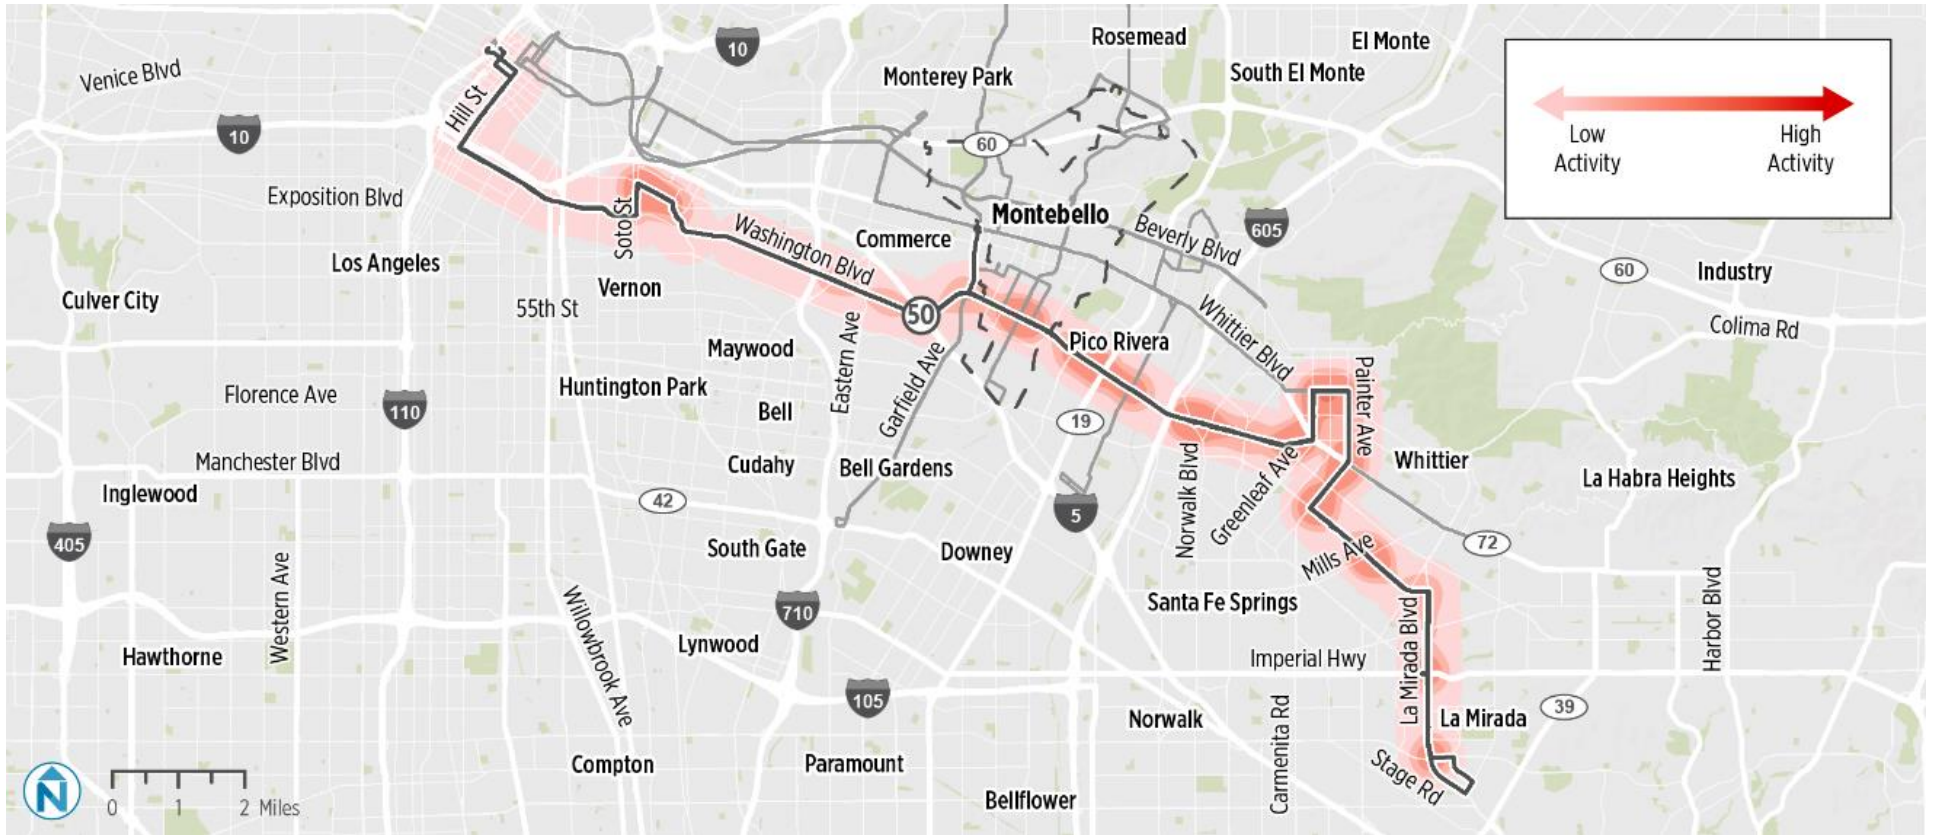 Rosemead
El Monte
10
Venice Blvd
Monterey Park
South El Monte
Hill St
Low
Activity
High
Activity
10
60
Exposition Blvd
Soto St
Montebello
605
Washington Blvd
Commerce
Beverly Blvd
Los Angeles
60
Industry
Culver City
Vernon
55th St
50
Whittier Blvd
Colima Rd
Maywood
Eastern Ave
Garfield Ave
Pico Rivera
Painter Ave
Florence Ave
110
Huntington Park
Bell
19
Manchester Blvd
Cudahy
Bell Gardens
Norwalk Blvd
Greenleaf Ave
Whittier
La Habra Heights
Inglewood
42
5
405
South Gate
Downey
Mills Ave
72
Western Ave
Willowbrook Ave
710
Santa Fe Springs
La Mirada Blvd
Harbor Blvd
Hawthorne
Lynwood
Imperial Hwy
105
Norwalk
Carmenita Rd
La Mirada
39
Compton
Paramount
Stage Rd
Bellflower
N
0 1 2 Miles